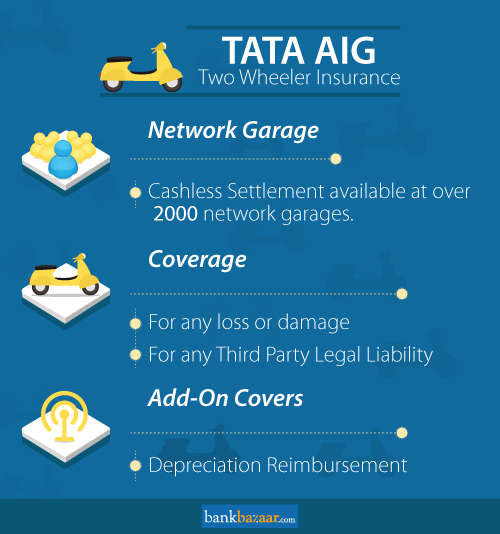 TATA AIG
Two Wheeler Insurance
Network Garage
Cashless Settlement available at over
2000 network garages.
Coverage
For any loss or damage
For any Third Party Legal Liability
Add-On Covers
Depreciation Reimbursement
bankbazaar.com